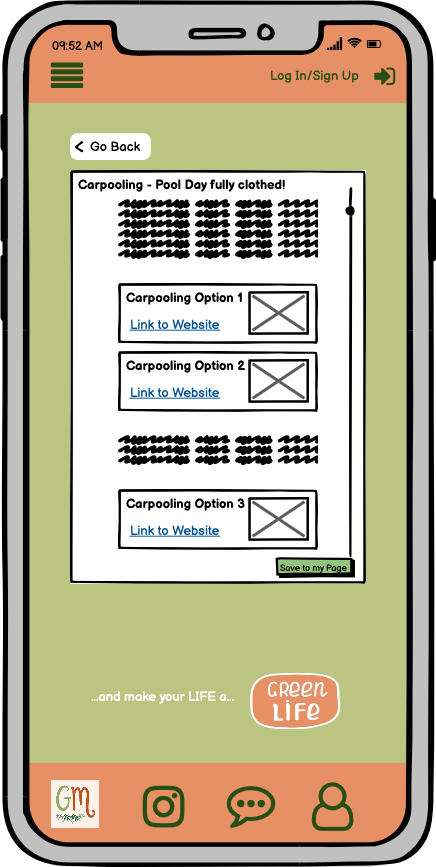 09:52 AM
Log In/Sign Up
Go Back
Carpooling - Pool Day fully clothed!
Carpooling Option 1
Link to Website
Carpooling Option 2
Link to Website
Carpooling Option 3
Link to Website
Save to my Page
...and make your LIFE a...
GREEN
LIFE
GM